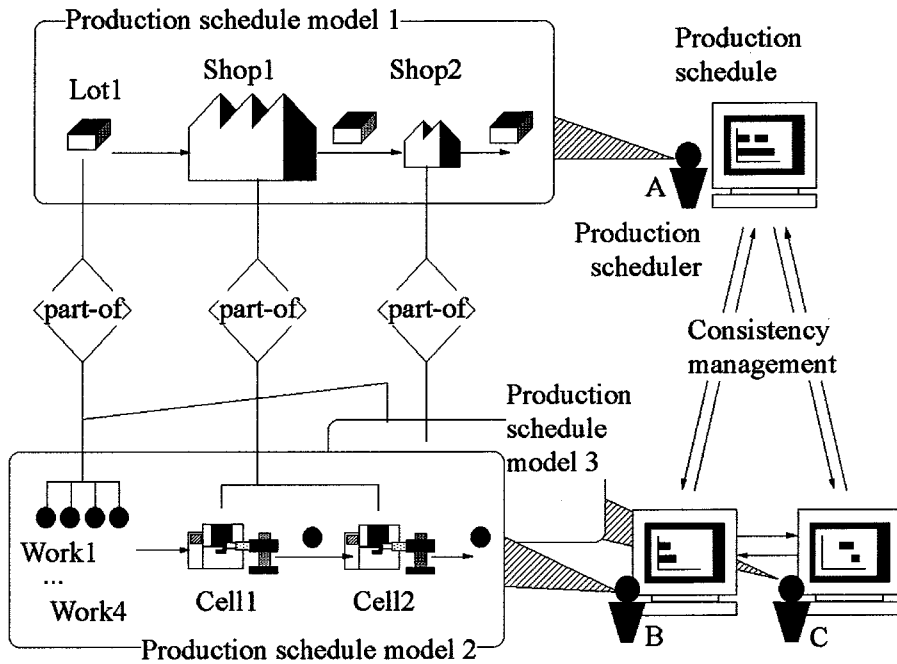 Production schedule model 1
Lot1
Shop1
Shop2
Production
schedule
A
Production
scheduler
part-of
part-of
part-of
Consistency
management
Production
schedule
model 3
Work1
...
Work4
Cell1
Cell2
B
C
Production schedule model 2